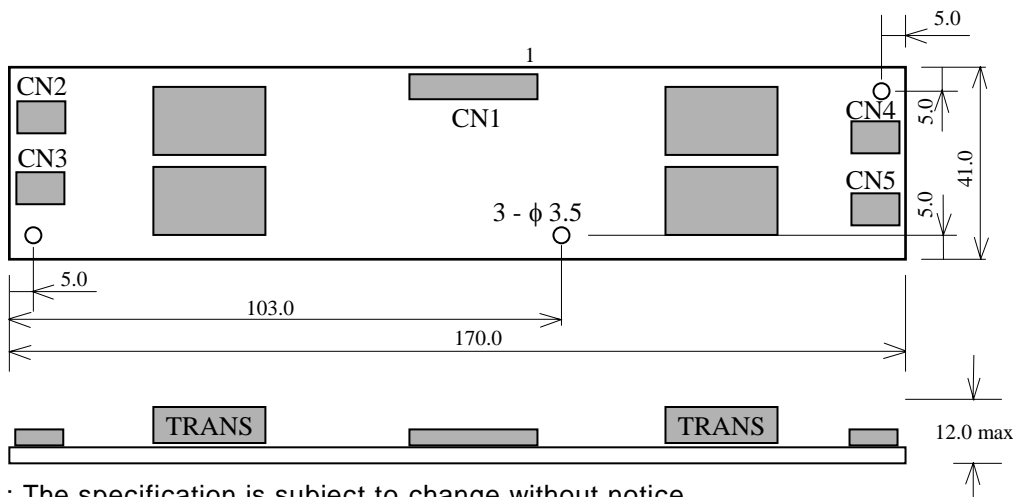 5.0
1
CN2
CN1
CN4
5.0
CN3
41.0
CN5
3 - ϕ 3.5
5.0
5.0
103.0
170.0
TRANS
TRANS
12.0 max
: The specification is subject to change without notice